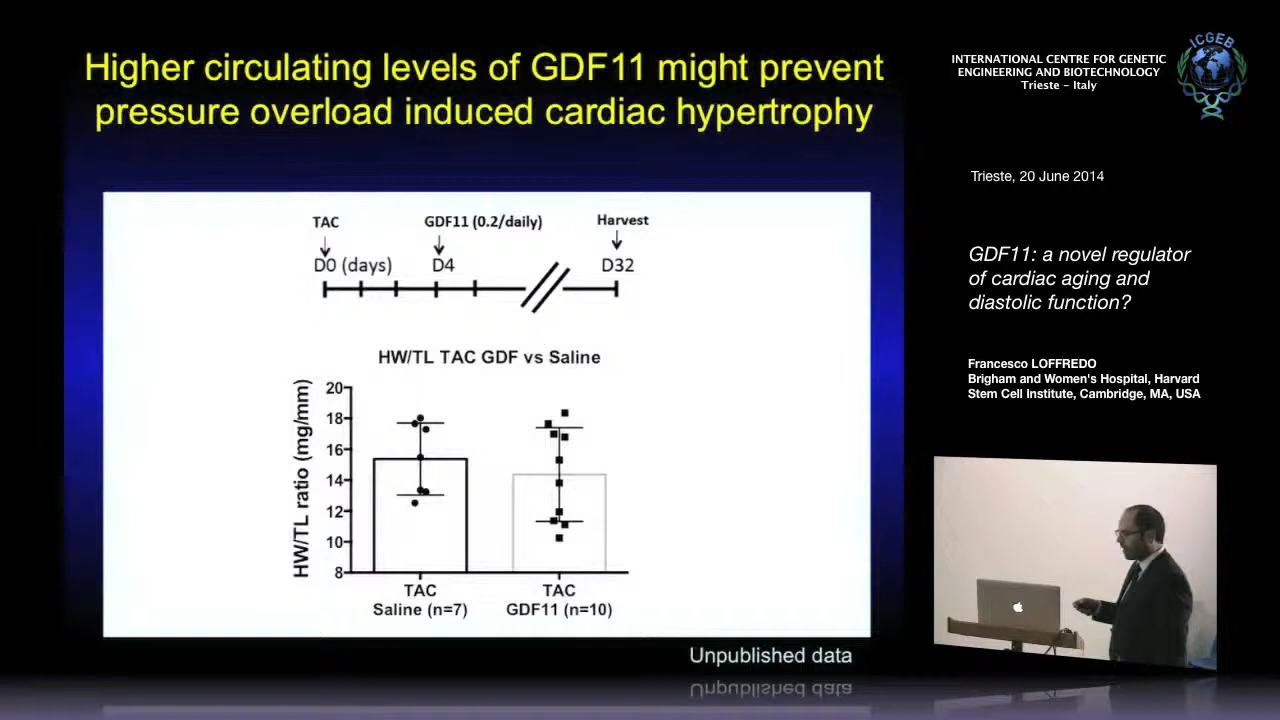 Higher circulating levels of GDF11 might prevent
pressure overload induced cardiac hypertrophy
TAC
GDF11 (0.2/daily)
Harvest
D0 (days)
D4
D32
HW/TL TAC GDF vs Saline
HW/TL ratio (mg/mm)
20
18
16
14
12
10
8
TAC
Saline (n=7)
TAC
GDF11 (n=10)
Unpublished data
INTERNATIONAL CENTRE FOR GENETIC
ENGINEERING AND BIOTECHNOLOGY
Trieste – Italy
ICGEB
Trieste, 20 June 2014
GDF11: a novel regulator
of cardiac aging and
diastolic function?
Francesco LOFFREDO
Brigham and Women's Hospital, Harvard
Stem Cell Institute, Cambridge, MA, USA